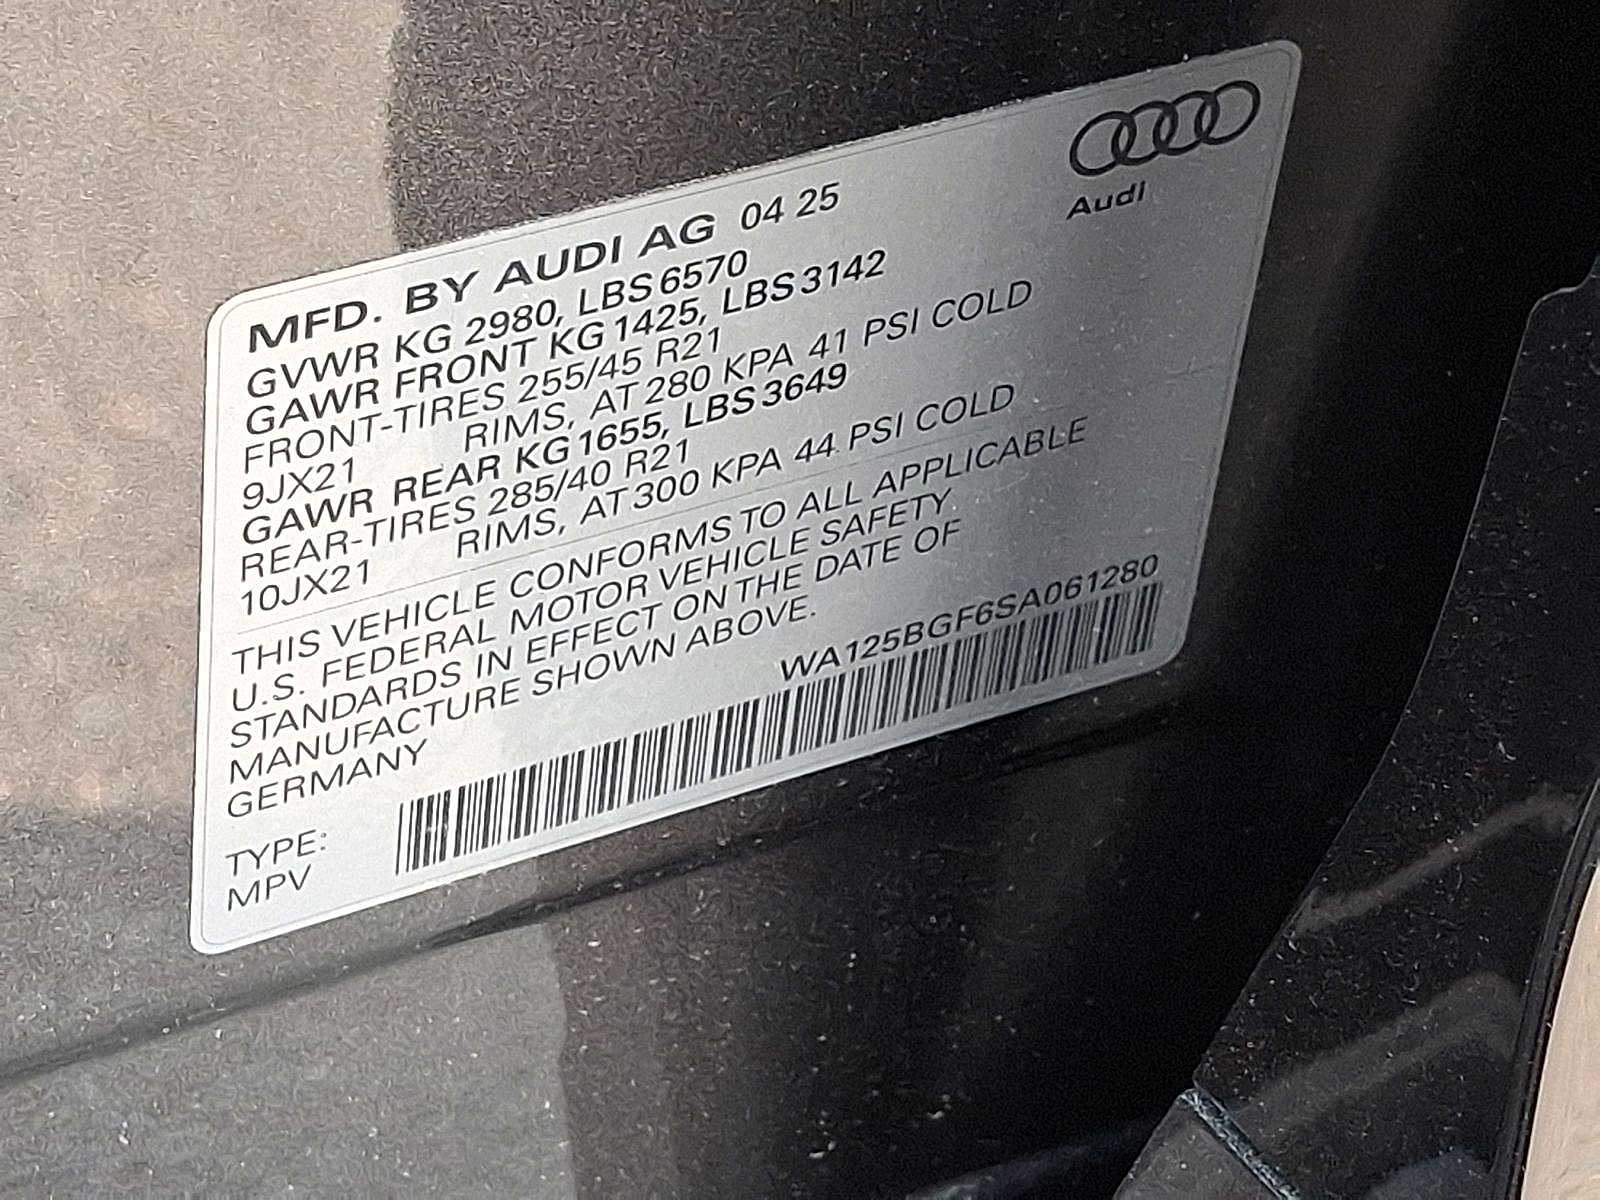 Audi
MFD. BY AUDI AG 04 25
GVWR KG 2980, LBS 6570
GAWR FRONT KG 1425, LBS 3142
FRONT-TIRES 255/45 R21
9JX21 RIMS, AT 280 KPA 41 PSI COLD
GAWR REAR KG 1655, LBS 3649
REAR-TIRES 285/40 R21
10JX21 RIMS, AT 300 KPA 44 PSI COLD
THIS VEHICLE CONFORMS TO ALL APPLICABLE
U.S. FEDERAL MOTOR VEHICLE SAFETY
STANDARDS IN EFFECT ON THE DATE OF
MANUFACTURE SHOWN ABOVE.
GERMANY
WA125BGF6SA061280
TYPE:
MPV